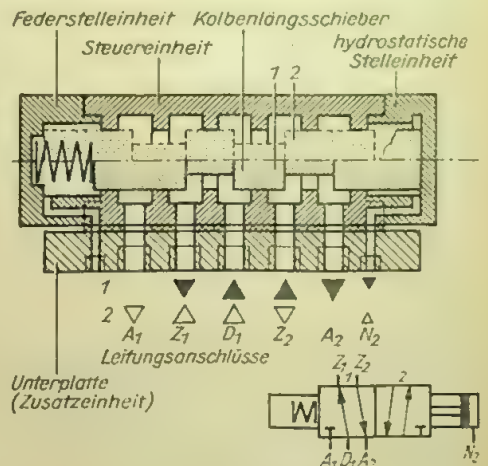 Federstelleinheit Kolbenlängsschieber
Steuereinheit hydrostatische
Stelleinheit
1 2
1
2
A1 Z1 D1 Z2 A2 N2
Leitungsanschlüsse
Unterplatte
(Zusatzeinheit)
Z1 Z2
1 2
A1 D1 A2 N2